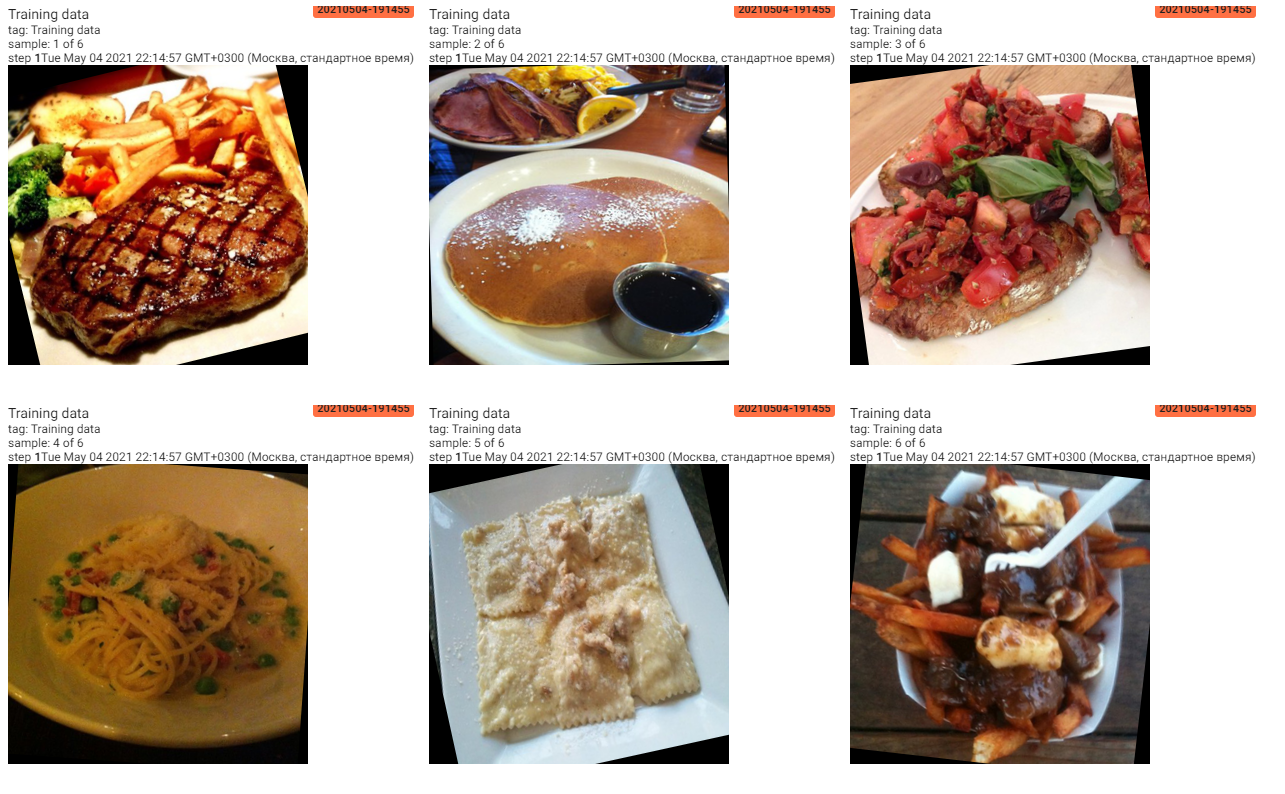 Training data
20210504-191455
tag: Training data
sample: 1 of 6
step 1Tue May 04 2021 22:14:57 GMT+0300 (Москва, стандартное время)
Training data
20210504-191455
tag: Training data
sample: 2 of 6
step 1Tue May 04 2021 22:14:57 GMT+0300 (Москва, стандартное время)
Training data
20210504-191455
tag: Training data
sample: 3 of 6
step 1Tue May 04 2021 22:14:57 GMT+0300 (Москва, стандартное время)
Training data
20210504-191455
tag: Training data
sample: 4 of 6
step 1Tue May 04 2021 22:14:57 GMT+0300 (Москва, стандартное время)
Training data
20210504-191455
tag: Training data
sample: 5 of 6
step 1Tue May 04 2021 22:14:57 GMT+0300 (Москва, стандартное время)
Training data
20210504-191455
tag: Training data
sample: 6 of 6
step 1Tue May 04 2021 22:14:57 GMT+0300 (Москва, стандартное время)